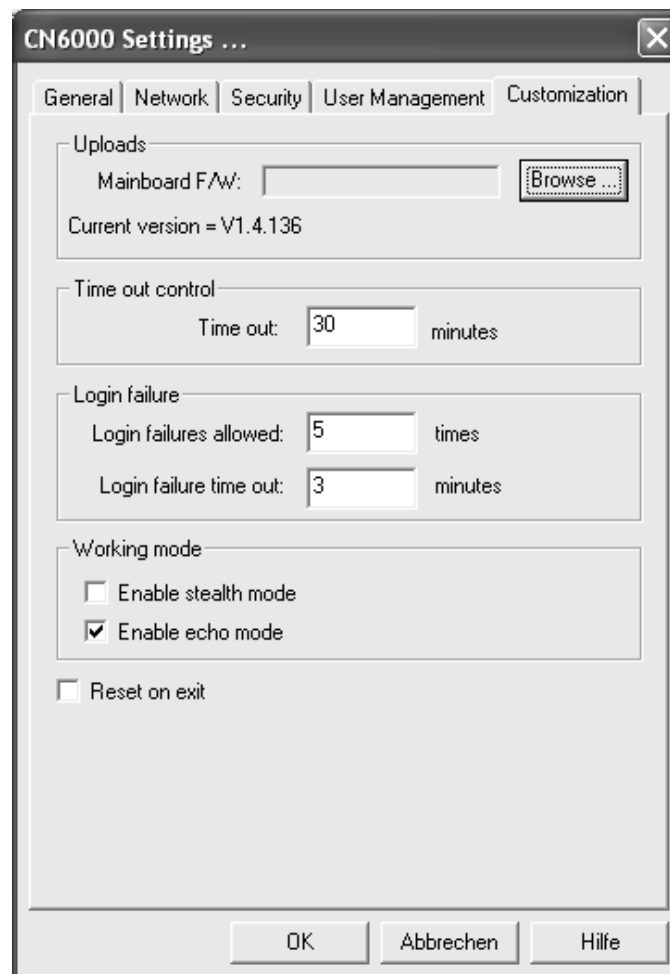 CN6000 Settings ...
General Network Security User Management Customization
Uploads
Mainboard F/W: Browse ...
Current version = V1.4.136
Time out control
Time out: 30 minutes
Login failure
Login failures allowed: 5 times
Login failure time out: 3 minutes
Working mode
Enable stealth mode
Enable echo mode
Reset on exit
OK Abbrechen Hilfe